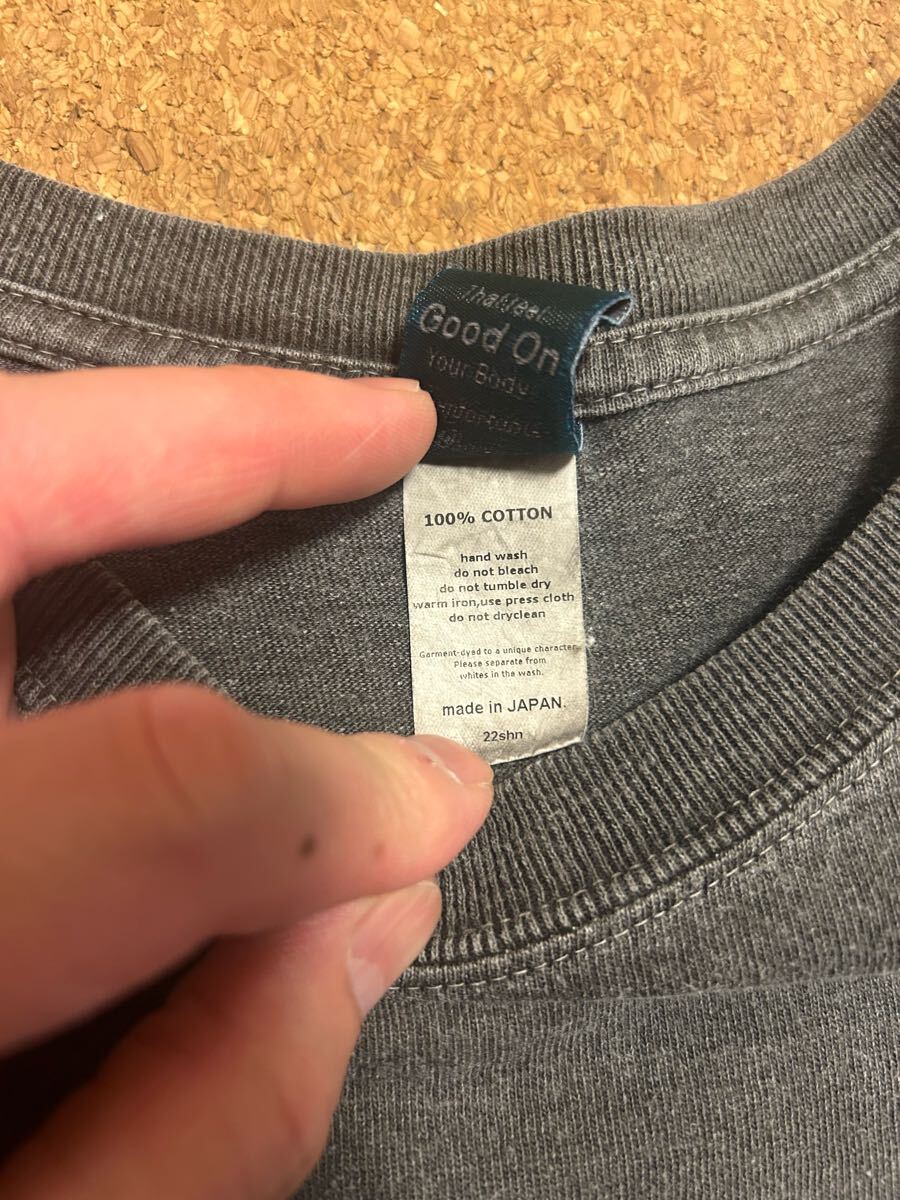 That feel
Good On
Your Body
100% COTTON
hand wash
do not bleach
do not tumble dry
warm iron,use press cloth
do not dryclean
Garment-dyed to a unique character
Please separate from
whites in the wash.
made in JAPAN.
22shn